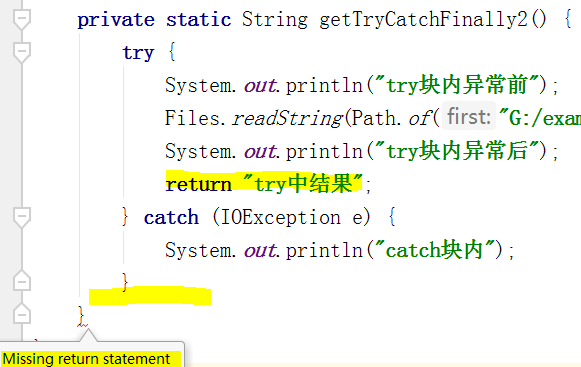 private static String getTryCatchFinally2() {
try {
System.out.println("try块内异常前");
Files.readString(Path.of( first: "G:/exam
System.out.println("try块内异常后");
return "try中结果";
} catch (IOException e) {
System.out.println("catch块内");
}
}
Missing return statement